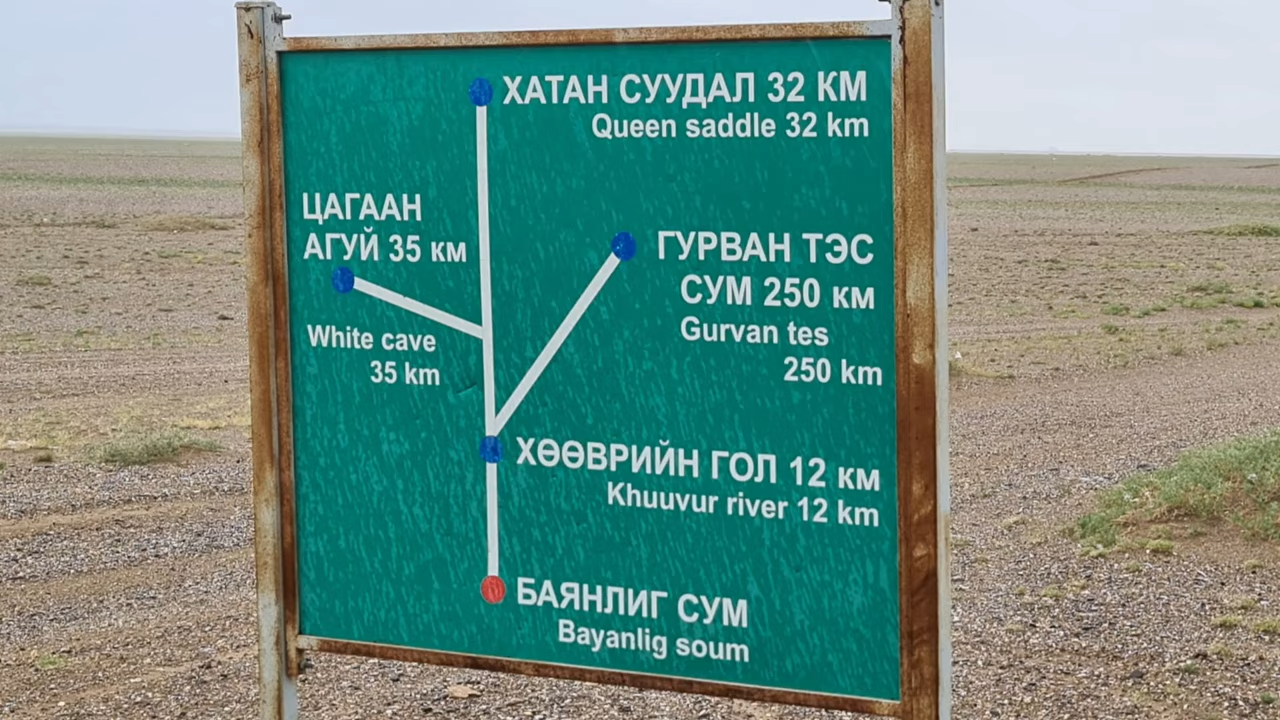 ХАТАН СУУДАЛ 32 КМ
Queen saddle 32 km
ЦАГААН
АГУЙ 35 км
White cave
35 km
ГУРВАН ТЭС
СУМ 250 км
Gurvan tes
250 km
ХӨӨВРИЙН ГОЛ 12 км
Khuuvur river 12 km
БАЯНЛИГ СУМ
Bayanlig soum